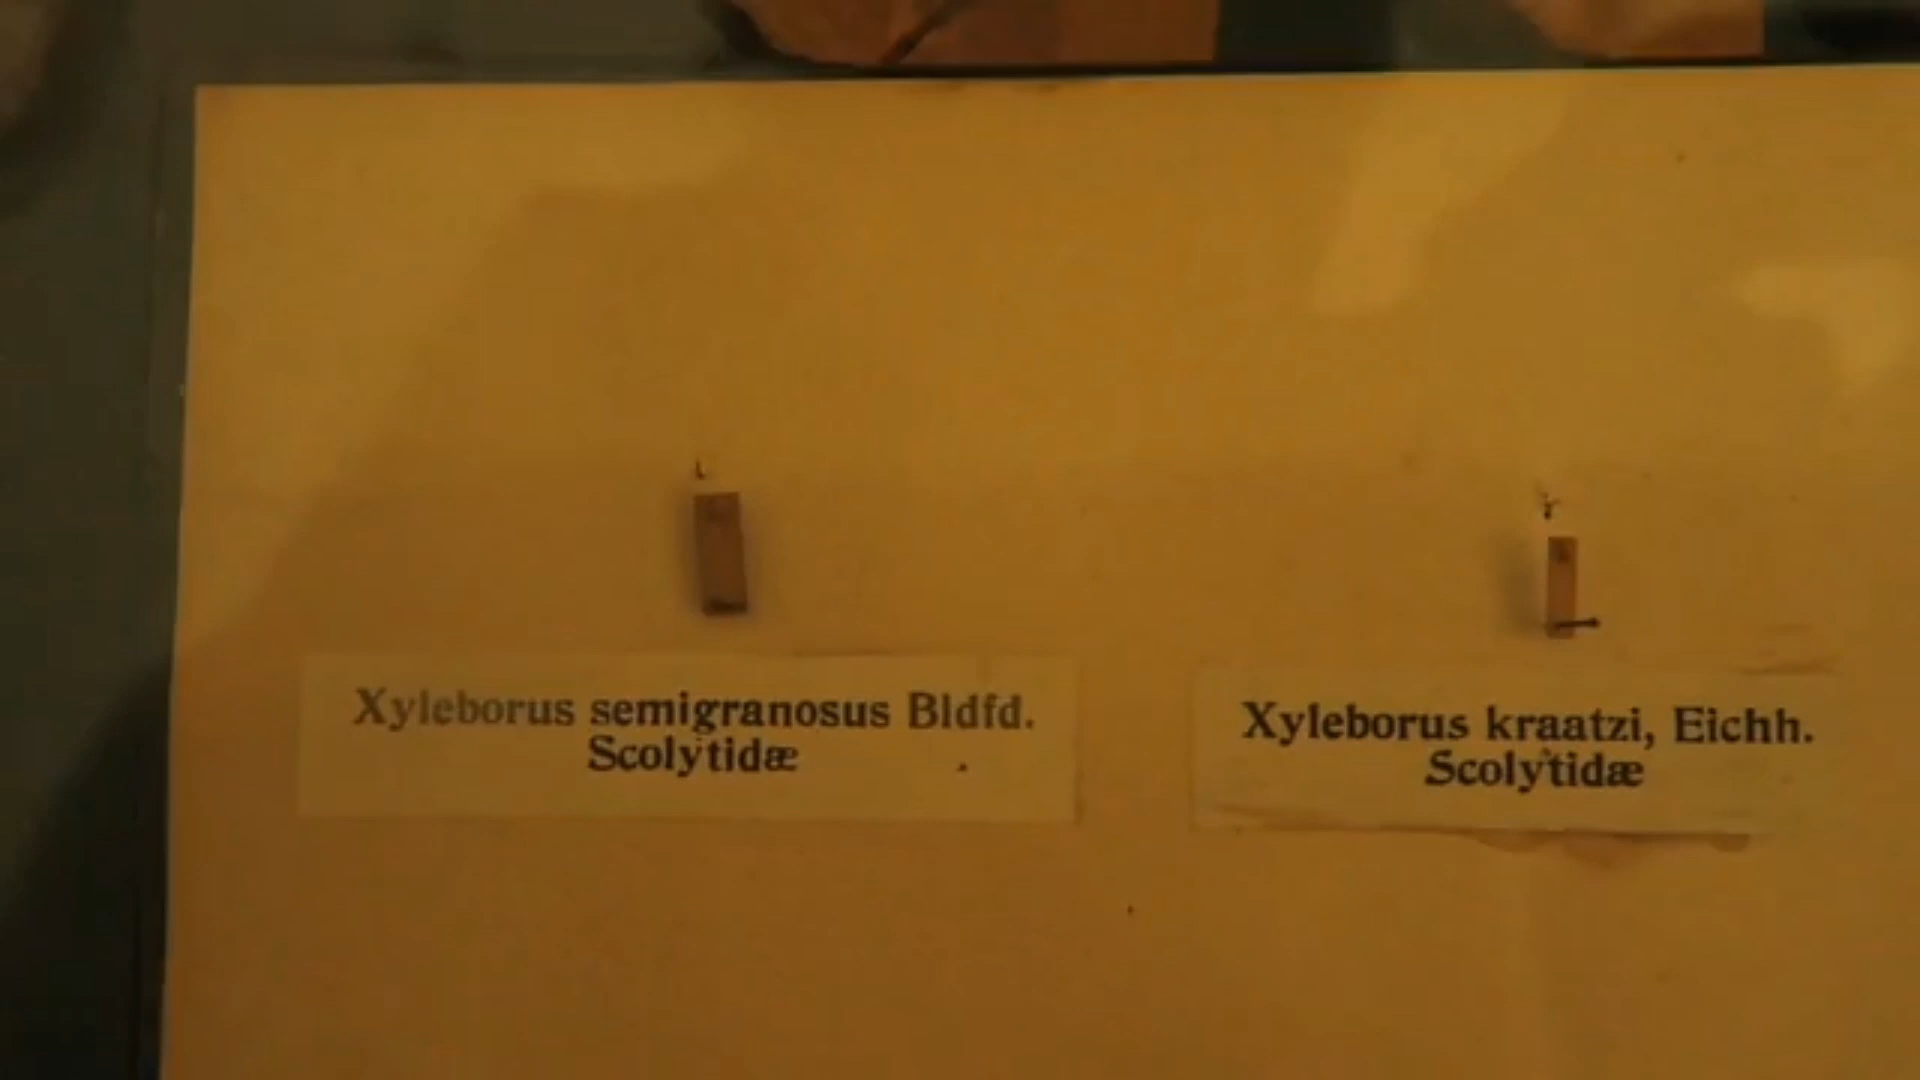 Xyleborus semigranosus Bldfd.
Scolytidæ
Xyleborus kraatzi, Eichh.
Scolytidæ